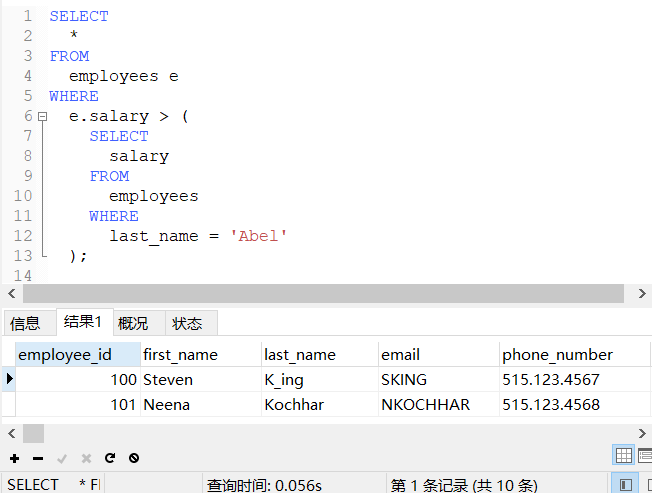 1 SELECT
2 *
3 FROM
4 employees e
5 WHERE
6 e.salary > (
7 SELECT
8 salary
9 FROM
10 employees
11 WHERE
12 last_name = 'Abel'
13 );
14
信息 结果1 概况 状态
employee_id first_name last_name email phone_number
100 Steven K_ing SKING 515.123.4567
101 Neena Kochhar NKOCHHAR 515.123.4568
SELECT * F 查询时间: 0.056s 第 1 条记录 (共 10 条)